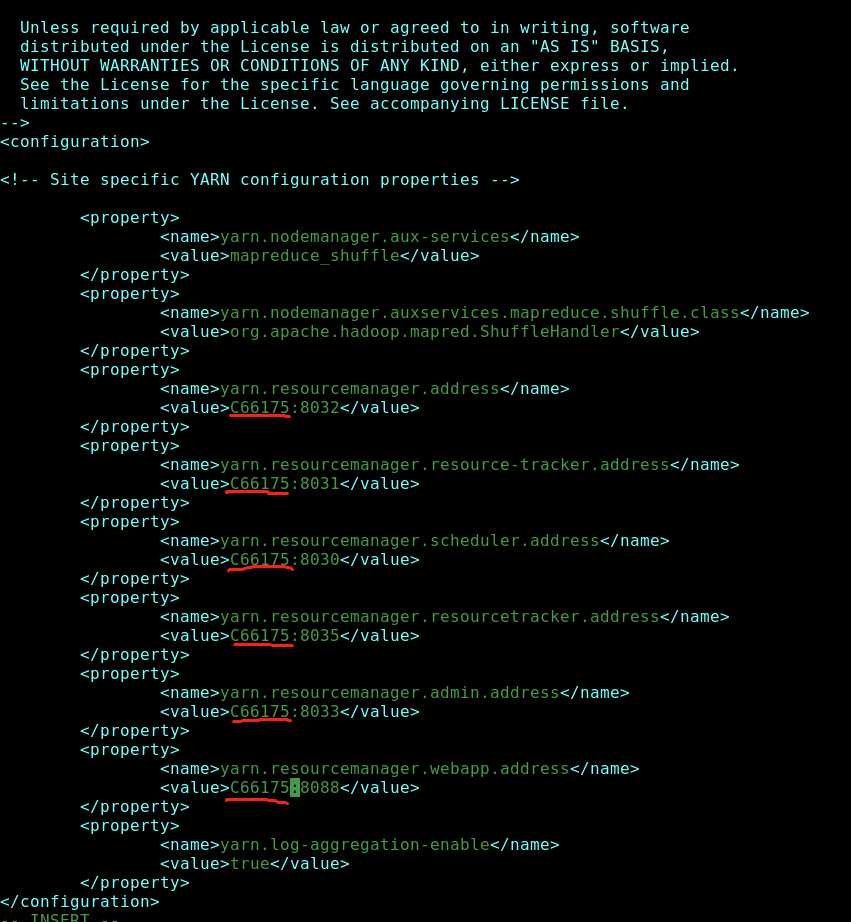 Unless required by applicable law or agreed to in writing, software
distributed under the License is distributed on an "AS IS" BASIS,
WITHOUT WARRANTIES OR CONDITIONS OF ANY KIND, either express or implied.
See the License for the specific language governing permissions and
limitations under the License. See accompanying LICENSE file.
-->
<configuration>
<!-- Site specific YARN configuration properties -->
<property>
<name>yarn.nodemanager.aux-services</name>
<value>mapreduce_shuffle</value>
</property>
<property>
<name>yarn.nodemanager.auxservices.mapreduce.shuffle.class</name>
<value>org.apache.hadoop.mapred.ShuffleHandler</value>
</property>
<property>
<name>yarn.resourcemanager.address</name>
<value>C66175:8032</value>
</property>
<property>
<name>yarn.resourcemanager.resource-tracker.address</name>
<value>C66175:8031</value>
</property>
<property>
<name>yarn.resourcemanager.scheduler.address</name>
<value>C66175:8030</value>
</property>
<property>
<name>yarn.resourcemanager.resourcetracker.address</name>
<value>C66175:8035</value>
</property>
<property>
<name>yarn.resourcemanager.admin.address</name>
<value>C66175:8033</value>
</property>
<property>
<name>yarn.resourcemanager.webapp.address</name>
<value>C66175:8088</value>
</property>
<property>
<name>yarn.log-aggregation-enable</name>
<value>true</value>
</property>
</configuration>
-- INSERT --